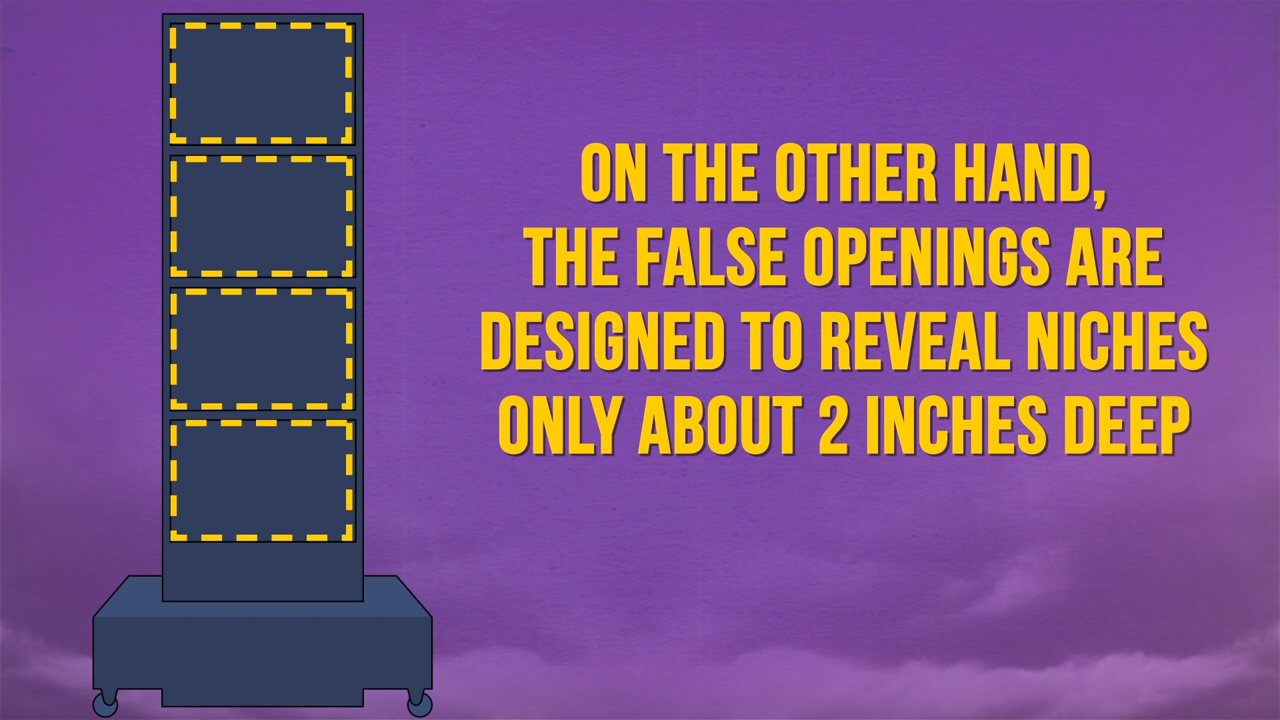 ON THE OTHER HAND,
THE FALSE OPENINGS ARE
DESIGNED TO REVEAL NICHES
ONLY ABOUT 2 INCHES DEEP